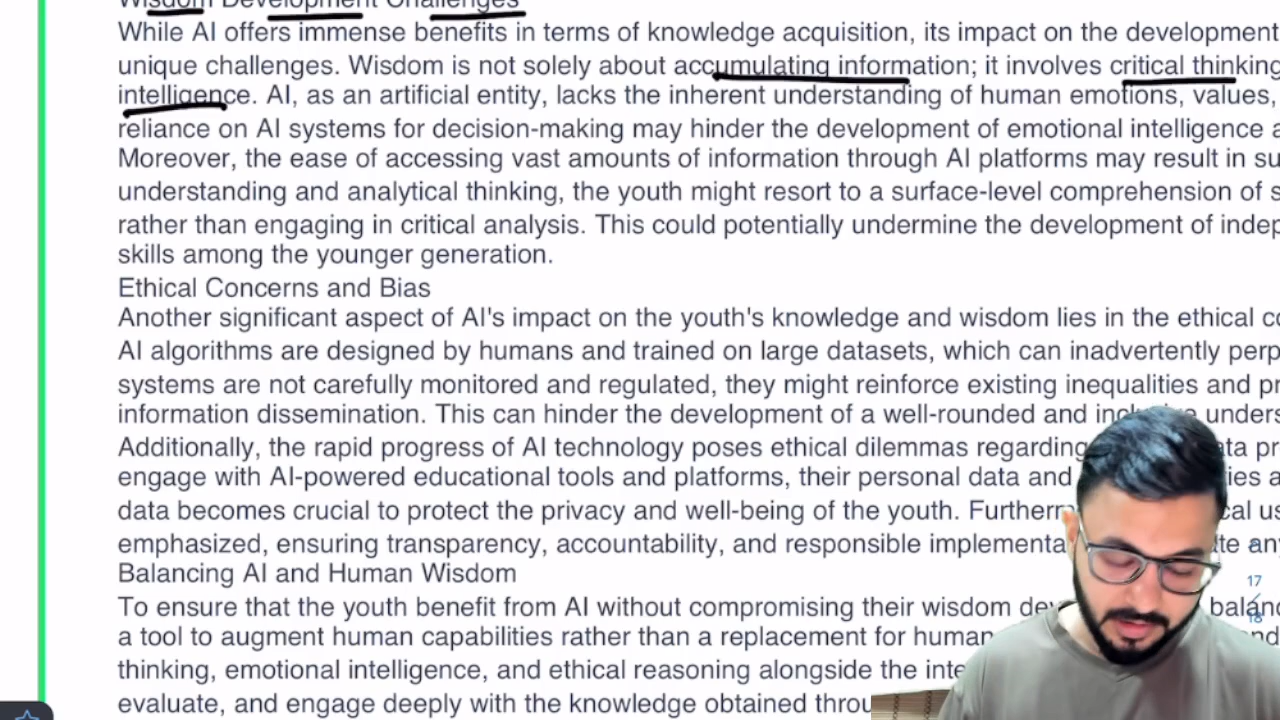 Wisdom Development Challenges
While AI offers immense benefits in terms of knowledge acquisition, its impact on the development
unique challenges. Wisdom is not solely about accumulating information; it involves critical thinking
intelligence. AI, as an artificial entity, lacks the inherent understanding of human emotions, values,
reliance on AI systems for decision-making may hinder the development of emotional intelligence
Moreover, the ease of accessing vast amounts of information through AI platforms may result in
understanding and analytical thinking, the youth might resort to a surface-level comprehension of
rather than engaging in critical analysis. This could potentially undermine the development of
skills among the younger generation.
Ethical Concerns and Bias
Another significant aspect of AI's impact on the youth's knowledge and wisdom lies in the ethical
AI algorithms are designed by humans and trained on large datasets, which can inadvertently
systems are not carefully monitored and regulated, they might reinforce existing inequalities and
information dissemination. This can hinder the development of a well-rounded and
Additionally, the rapid progress of AI technology poses ethical dilemmas regarding
engage with AI-powered educational tools and platforms, their personal data and
data becomes crucial to protect the privacy and well-being of the youth.
emphasized, ensuring transparency, accountability, and responsible
17
Balancing AI and Human Wisdom
To ensure that the youth benefit from AI without compromising their wisdom
18
a tool to augment human capabilities rather than a replacement for human
thinking, emotional intelligence, and ethical reasoning alongside the
evaluate, and engage deeply with the knowledge obtained